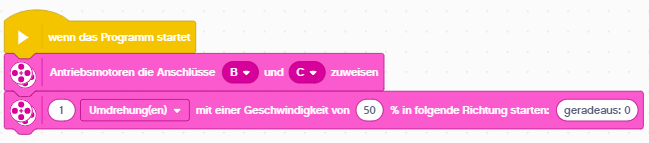 wenn das Programm startet
Antriebsmotoren die Anschlüsse B und C zuweisen
1 Umdrehung(en) mit einer Geschwindigkeit von 50 % in folgende Richtung starten: geradeaus: 0